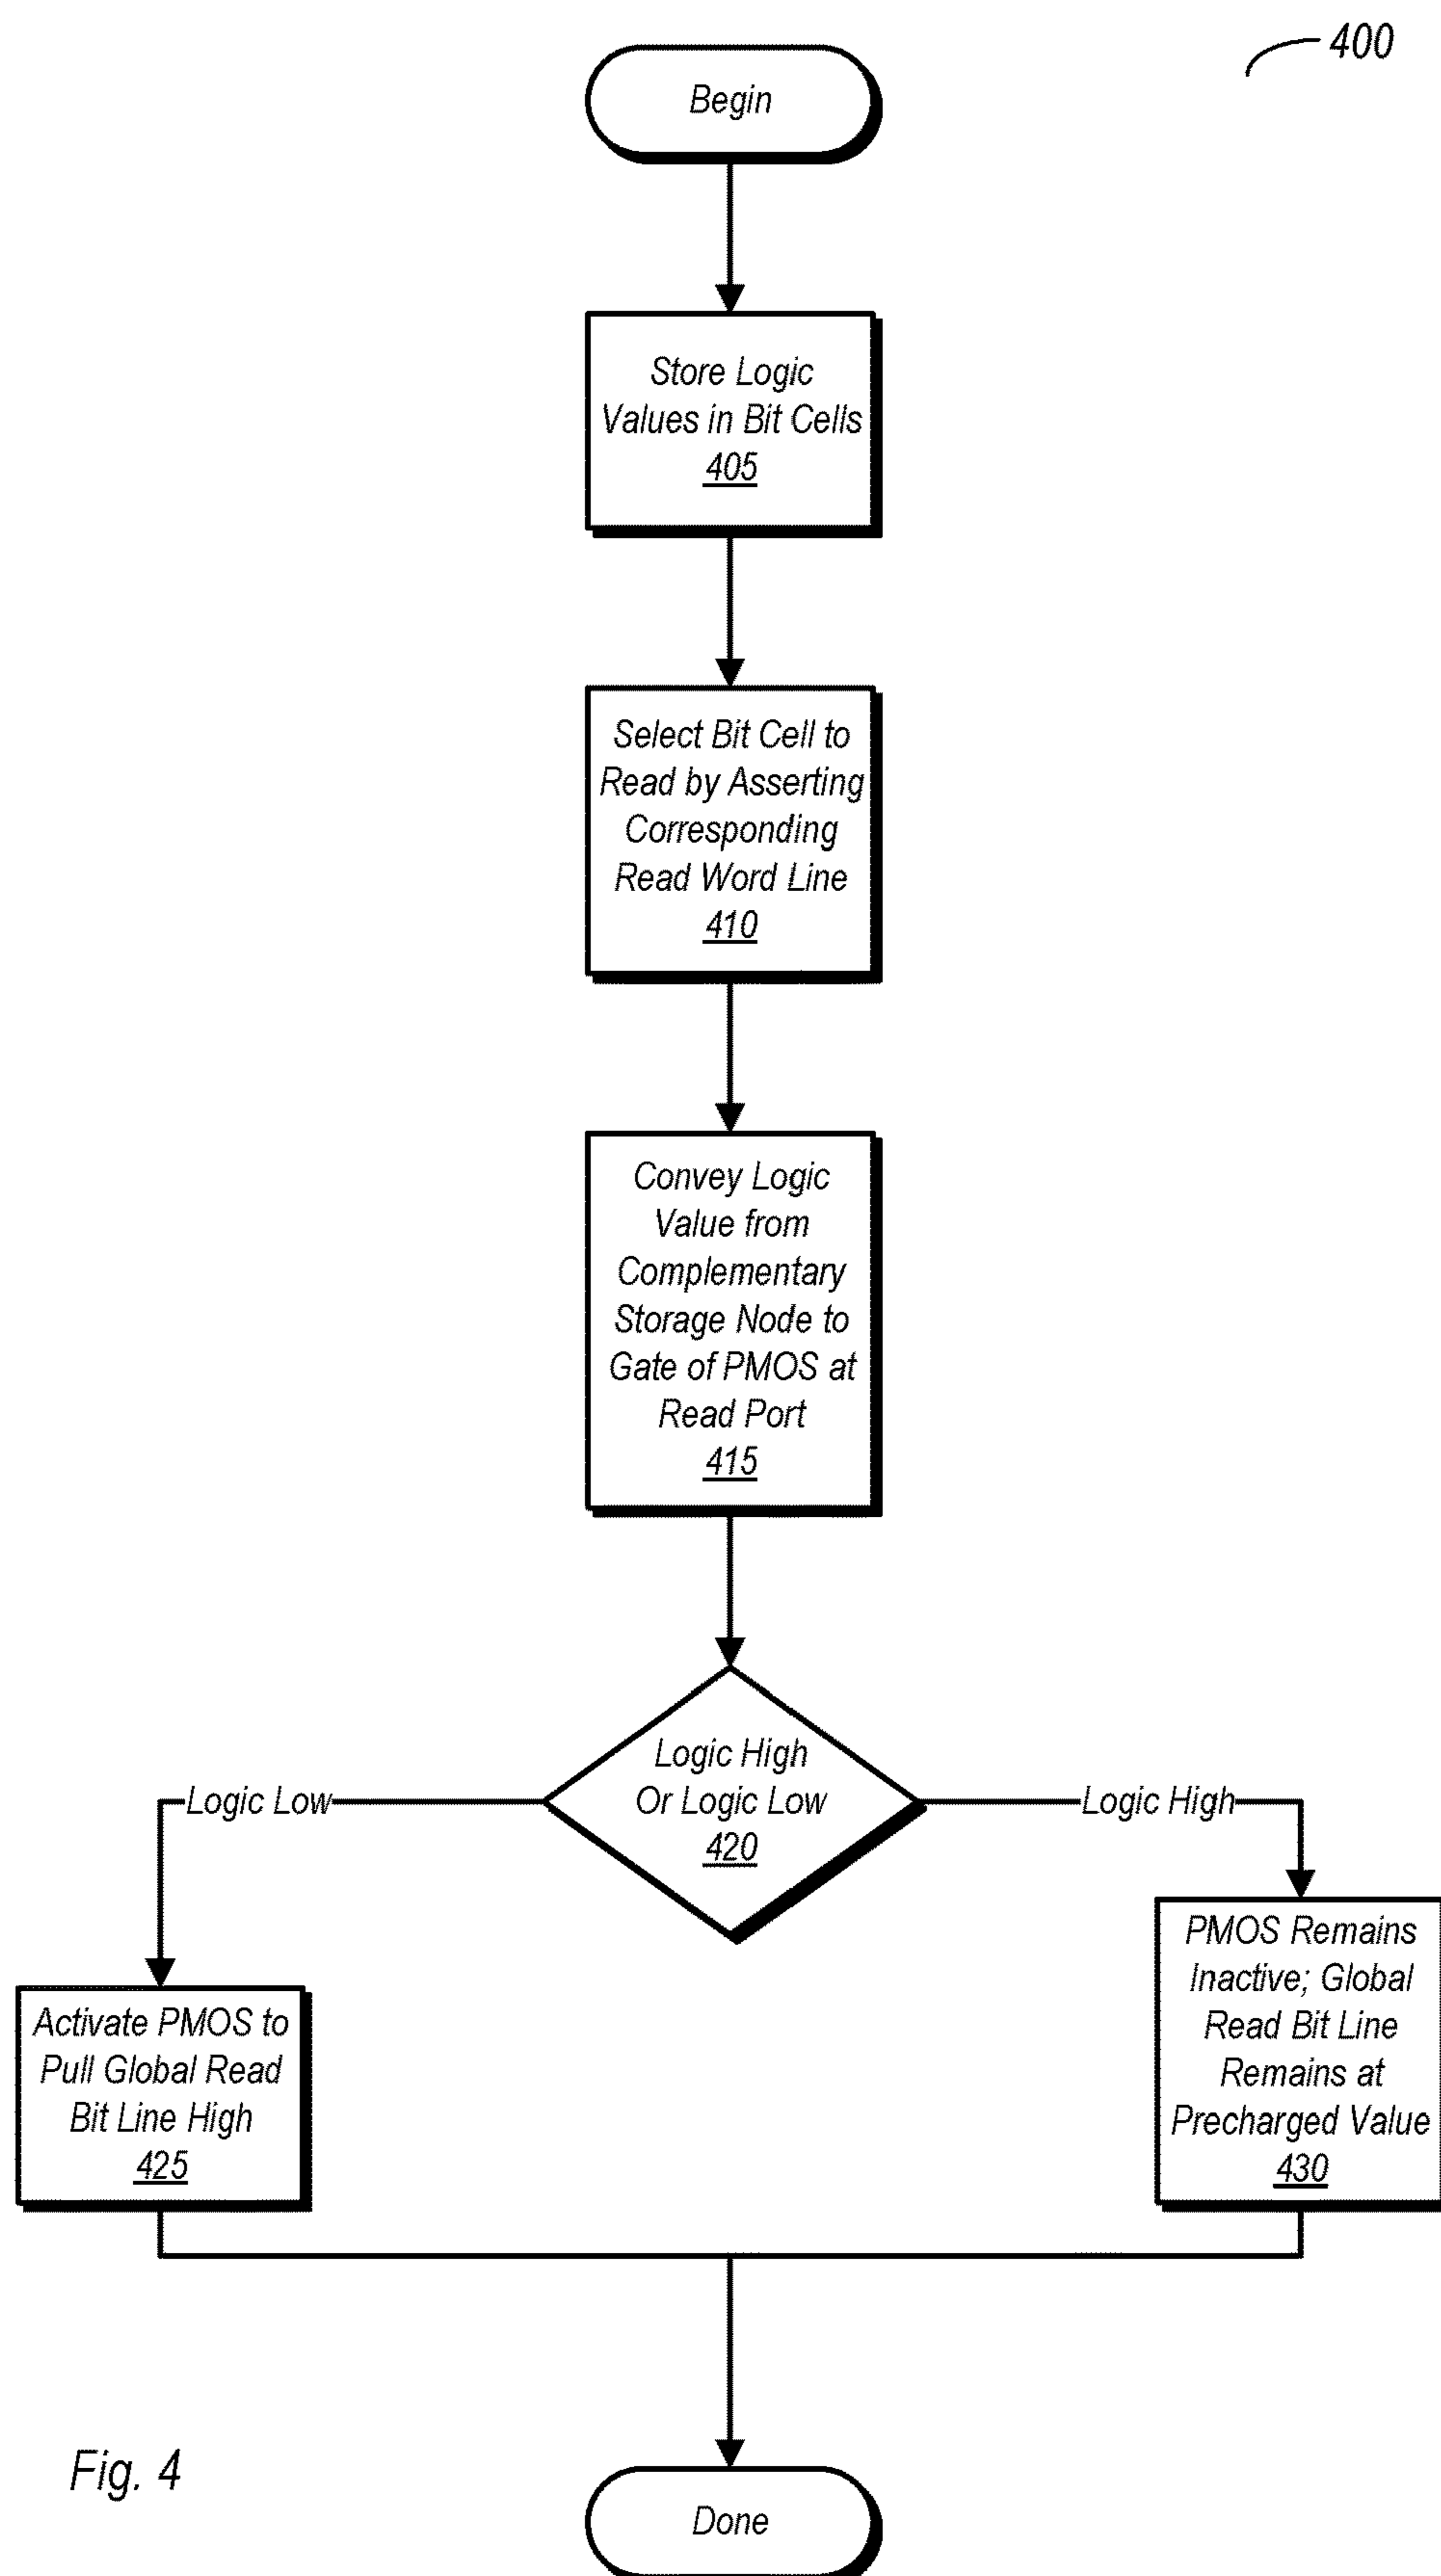 400
Begin
Store Logic
Values in Bit Cells
405
Select Bit Cell to
Read by Asserting
Corresponding
Read Word Line
410
Convey Logic
Value from
Complementary
Storage Node to
Gate of PMOS at
Read Port
415
Logic High
Or Logic Low
420
Logic Low
Logic High
Activate PMOS to
Pull Global Read
Bit Line High
425
PMOS Remains
Inactive; Global
Read Bit Line
Remains at
Precharged Value
430
Fig. 4
Done